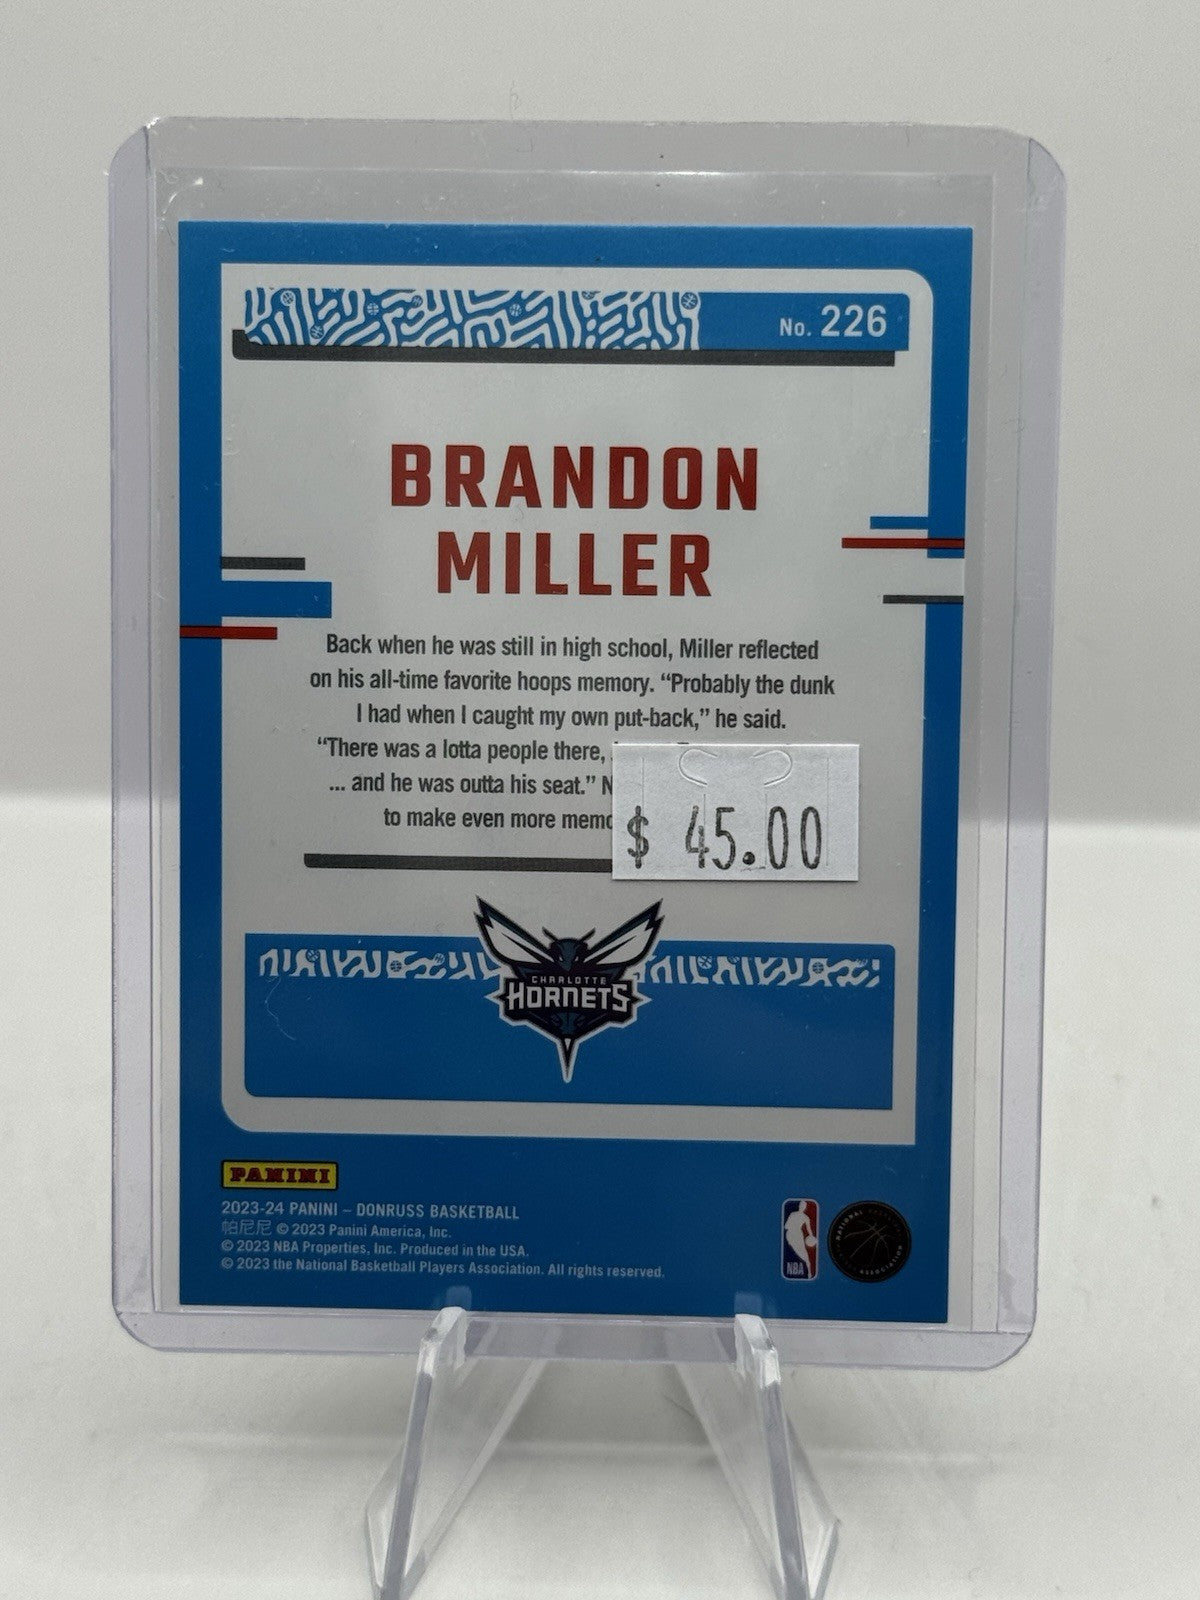 No. 226
BRANDON
MILLER
Back when he was still in high school, Miller reflected
on his all-time favorite hoops memory. “Probably the dunk
I had when I caught my own put-back,” he said.
“There was a lotta people there,
... and he was outta his seat.”
to make even more
$ 45.00
CHARLOTTE
HORNETS
PANINI
2023-24 PANINI – DONRUSS BASKETBALL
帕尼尼 © 2023 Panini America, Inc.
© 2023 NBA Properties, Inc. Produced in the USA.
© 2023 the National Basketball Players Association. All rights reserved.
NBA
NATIONAL BASKETBALL
ASSOCIATION